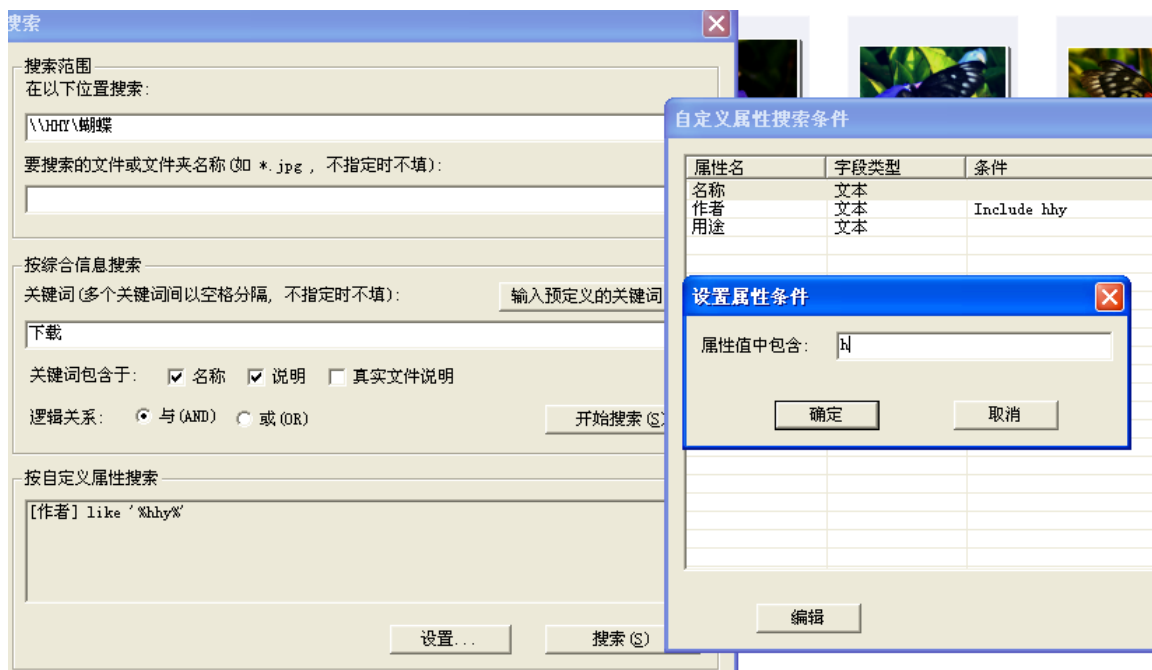 搜索
搜索范围
在以下位置搜索:
\\HHY\蝴蝶
要搜索的文件或文件夹名称(如 *.jpg , 不指定时不填):
按综合信息搜索
关键词(多个关键词间以空格分隔, 不指定时不填):
输入预定义的关键词
下载
关键词包含于: 名称 说明 真实文件说明
逻辑关系: 与(AND) 或(OR)
开始搜索(S)
按自定义属性搜索
[作者] like '%hhy%'
设置...
搜索(S)
自定义属性搜索条件
属性名 字段类型 条件
名称 文本
作者 文本 Include hhy
用途 文本
设置属性条件
属性值中包含: h
确定 取消
编辑